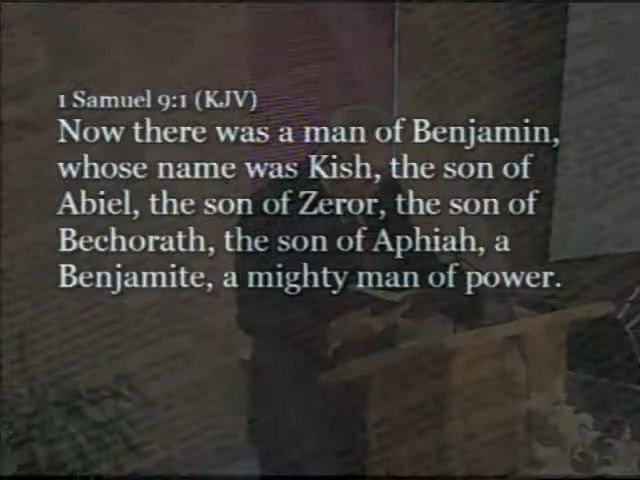 1 Samuel 9:1 (KJV)
Now there was a man of Benjamin,
whose name was Kish, the son of
Abiel, the son of Zeror, the son of
Bechorath, the son of Aphiah, a
Benjamite, a mighty man of power.